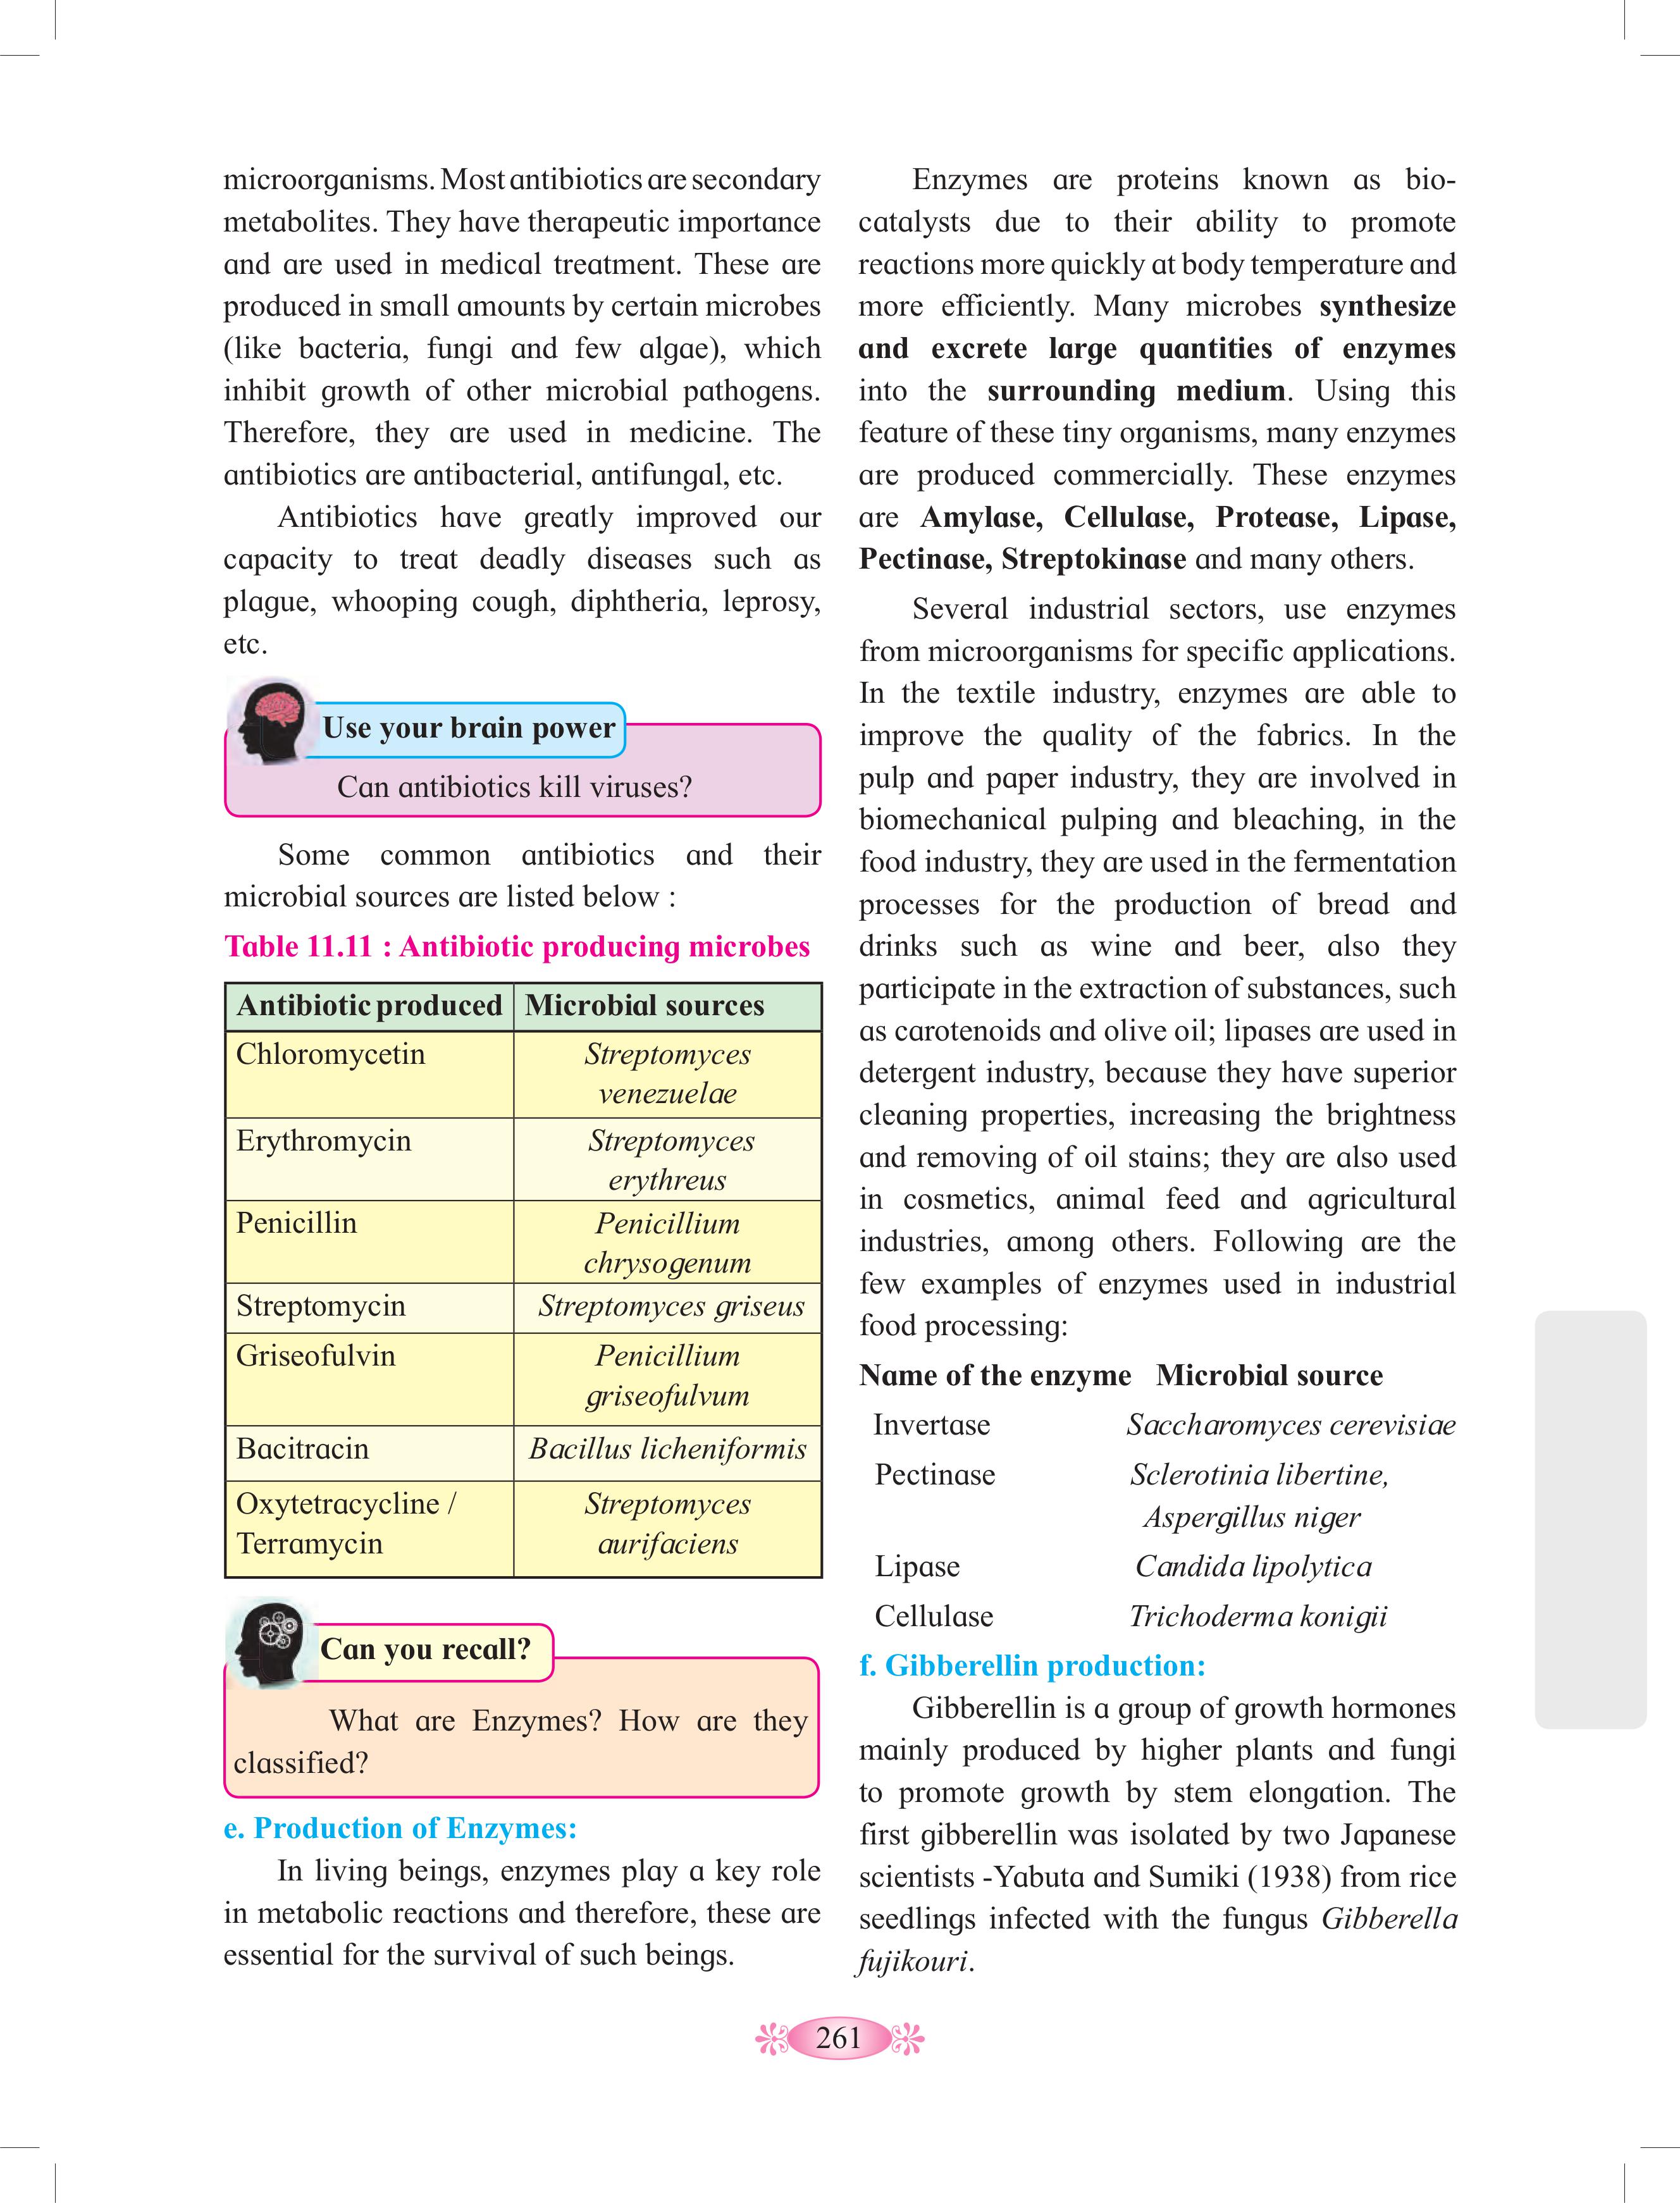 microorganisms. Most antibiotics are secondary
metabolites. They have therapeutic importance
and are used in medical treatment. These are
produced in small amounts by certain microbes
(like bacteria, fungi and few algae), which
inhibit growth of other microbial pathogens.
Therefore, they are used in medicine. The
antibiotics are antibacterial, antifungal, etc.
Antibiotics have greatly improved our
capacity to treat deadly diseases such as
plague, whooping cough, diphtheria, leprosy,
etc.
Use your brain power
Can antibiotics kill viruses?
Some common antibiotics and their
microbial sources are listed below :
Table 11.11 : Antibiotic producing microbes
Antibiotic produced Microbial sources
Chloromycetin Streptomyces
venezuelae
Erythromycin Streptomyces
erythreus
Penicillin Penicillium
chrysogenum
Streptomycin Streptomyces griseus
Griseofulvin Penicillium
griseofulvum
Bacitracin Bacillus licheniformis
Oxytetracycline / Streptomyces
Terramycin aurifaciens
Can you recall?
What are Enzymes? How are they
classified?
e. Production of Enzymes:
In living beings, enzymes play a key role
in metabolic reactions and therefore, these are
essential for the survival of such beings.
Enzymes are proteins known as bio-
catalysts due to their ability to promote
reactions more quickly at body temperature and
more efficiently. Many microbes synthesize
and excrete large quantities of enzymes
into the surrounding medium. Using this
feature of these tiny organisms, many enzymes
are produced commercially. These enzymes
are Amylase, Cellulase, Protease, Lipase,
Pectinase, Streptokinase and many others.
Several industrial sectors, use enzymes
from microorganisms for specific applications.
In the textile industry, enzymes are able to
improve the quality of the fabrics. In the
pulp and paper industry, they are involved in
biomechanical pulping and bleaching, in the
food industry, they are used in the fermentation
processes for the production of bread and
drinks such as wine and beer, also they
participate in the extraction of substances, such
as carotenoids and olive oil; lipases are used in
detergent industry, because they have superior
cleaning properties, increasing the brightness
and removing of oil stains; they are also used
in cosmetics, animal feed and agricultural
industries, among others. Following are the
few examples of enzymes used in industrial
food processing:
Name of the enzyme Microbial source
Invertase Saccharomyces cerevisiae
Pectinase Sclerotinia libertine,
Aspergillus niger
Lipase Candida lipolytica
Cellulase Trichoderma konigii
f. Gibberellin production:
Gibberellin is a group of growth hormones
mainly produced by higher plants and fungi
to promote growth by stem elongation. The
first gibberellin was isolated by two Japanese
scientists -Yabuta and Sumiki (1938) from rice
seedlings infected with the fungus Gibberella
fujikouri.
261